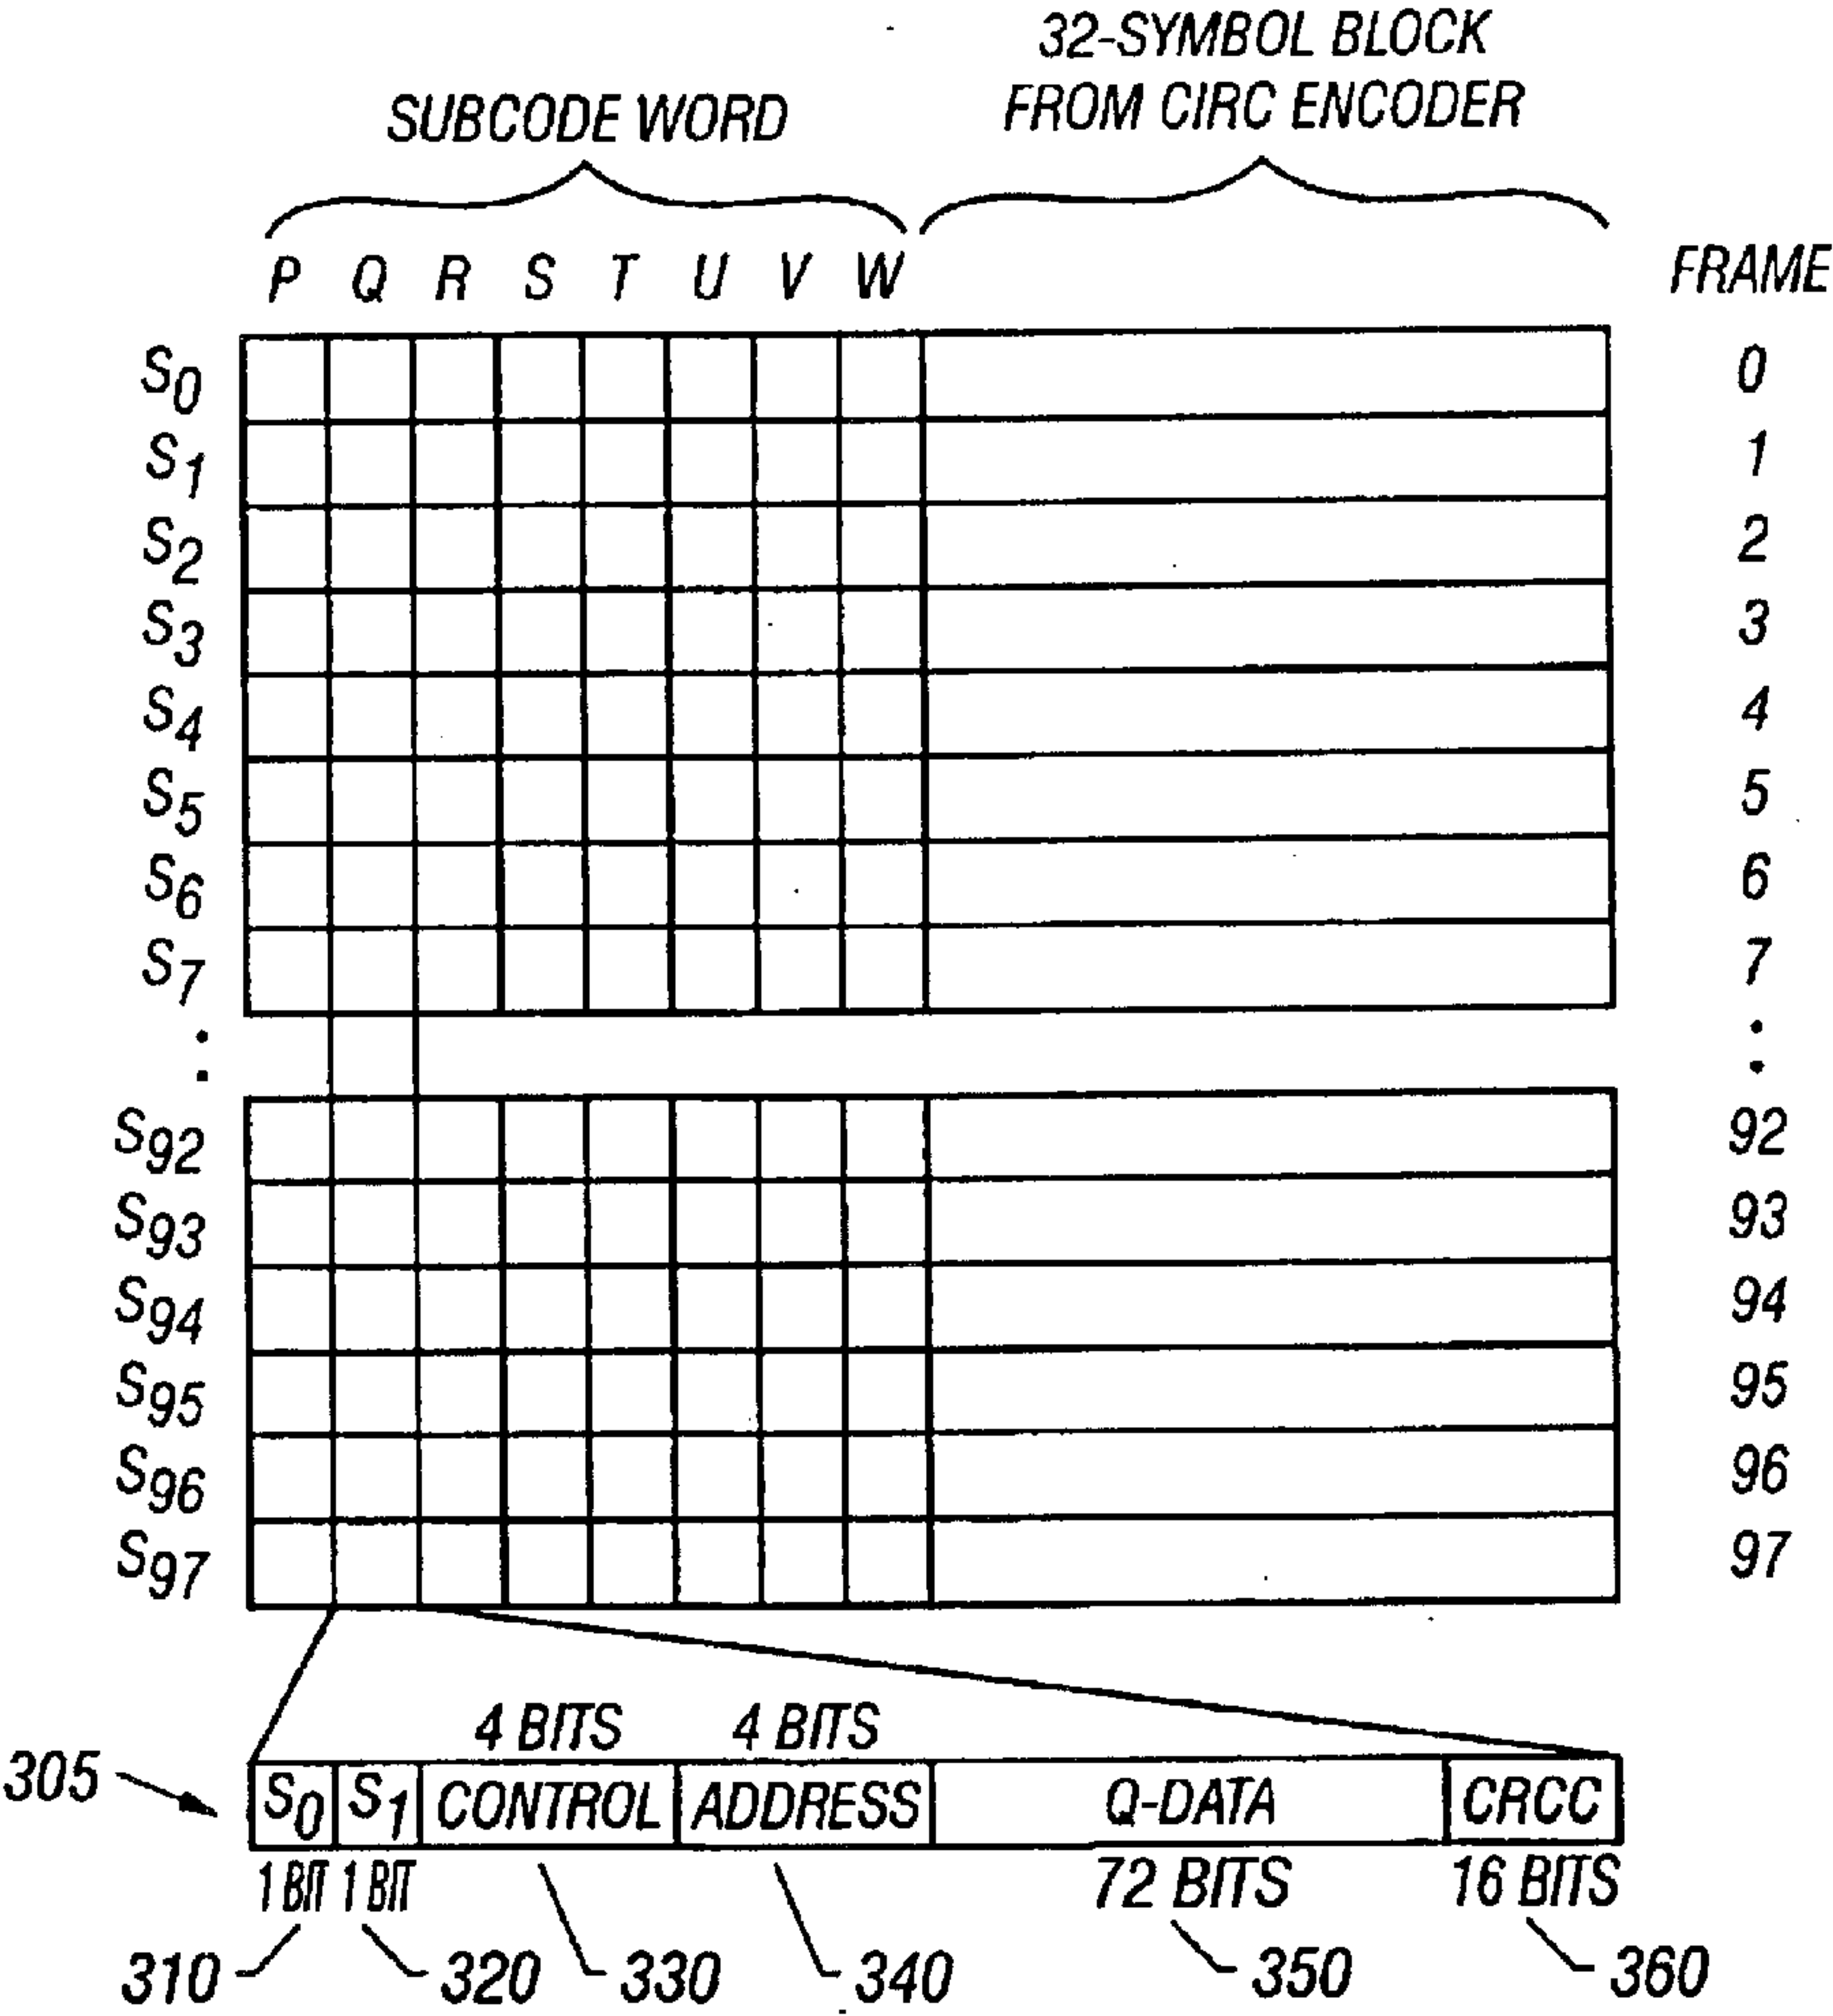 32-SYMBOL BLOCK
FROM CIRC ENCODER
SUBCODE WORD
P Q R S T U V W
FRAME
S0 0
S1 1
S2 2
S3 3
S4 4
S5 5
S6 6
S7 7
S92 92
S93 93
S94 94
S95 95
S96 96
S97 97
4 BITS 4 BITS
305 S0 S1 CONTROL ADDRESS Q-DATA CRCC
1 BIT 1 BIT 72 BITS 16 BITS
310 320 330 340 350 360